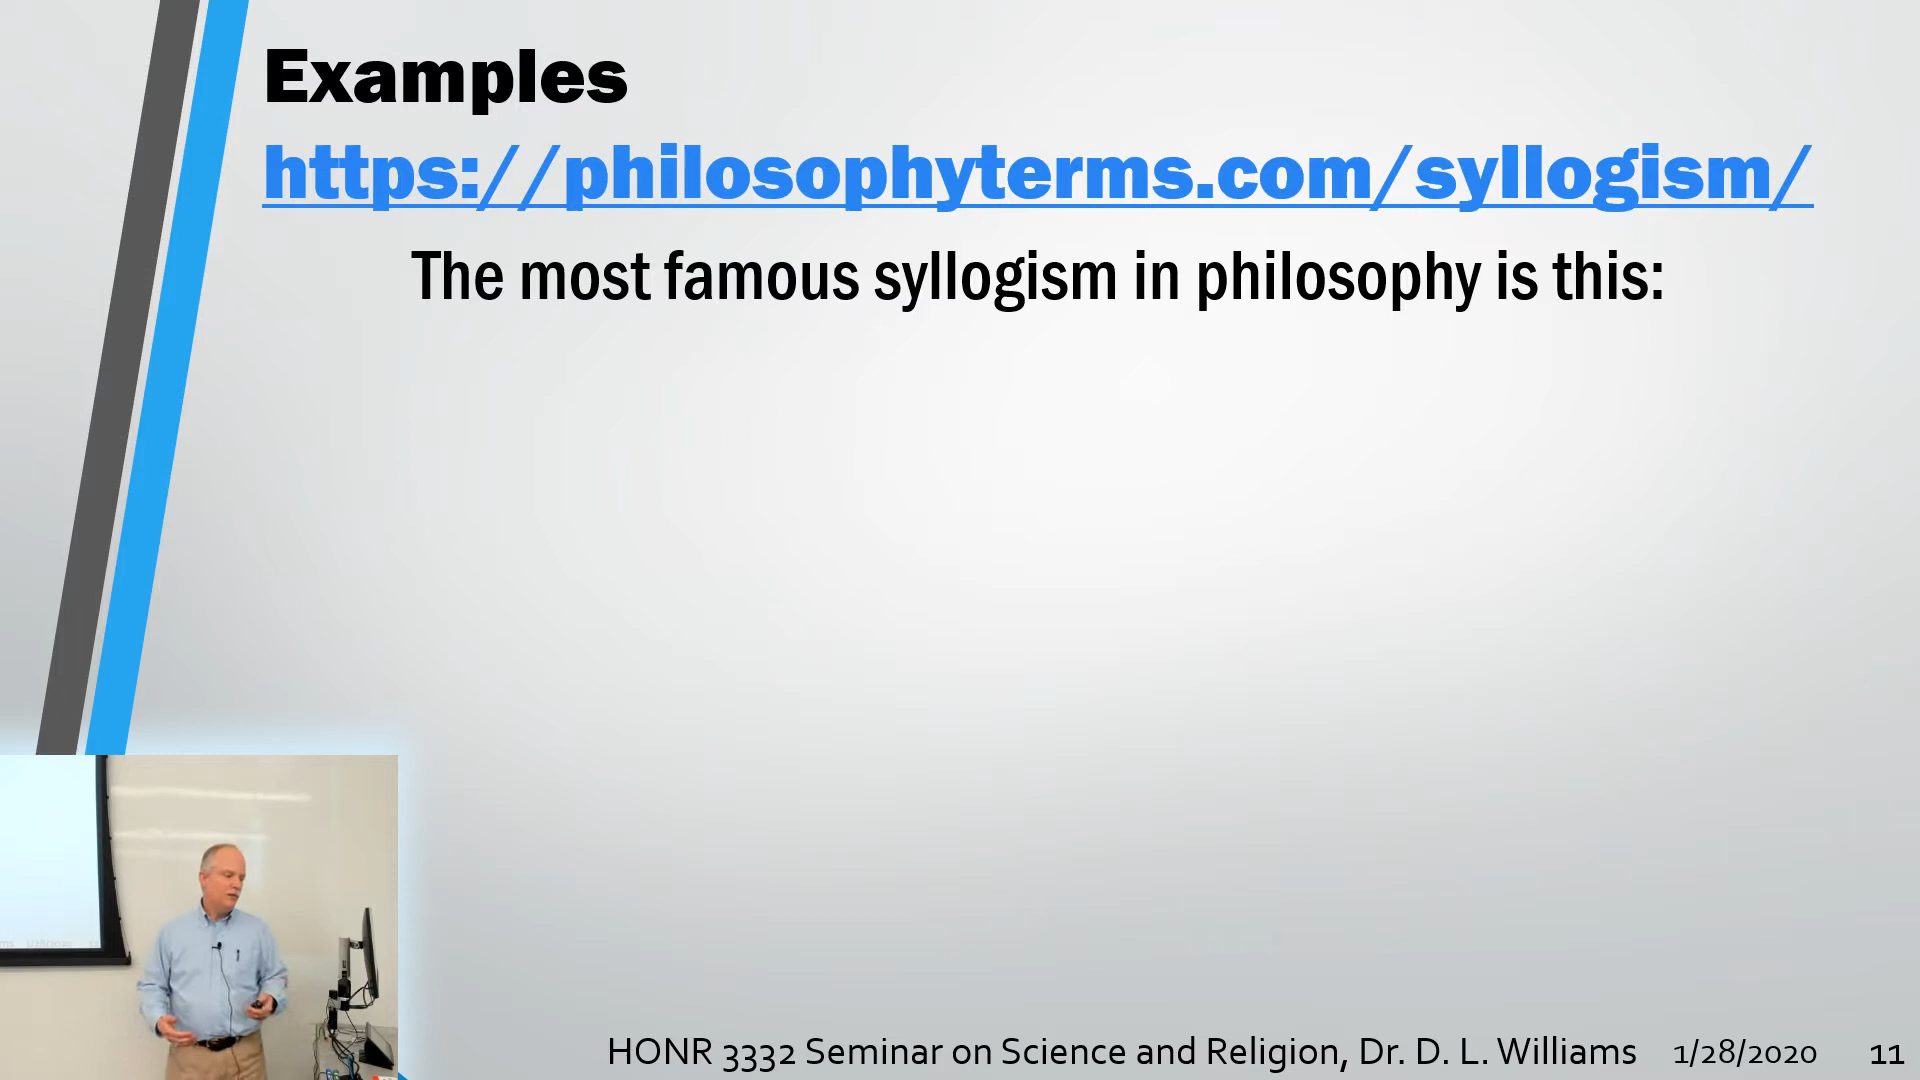 Examples
https://philosophyterms.com/syllogism/
The most famous syllogism in philosophy is this:
HONR 3332 Seminar on Science and Religion, Dr. D. L. Williams 1/28/2020 11